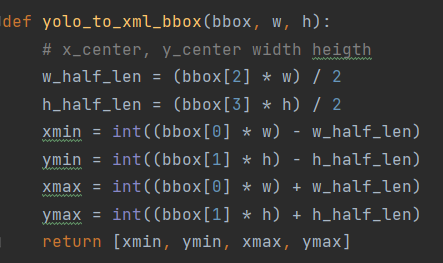 def yolo_to_xml_bbox(bbox, w, h):
    # x_center, y_center width heigth
    w_half_len = (bbox[2] * w) / 2
    h_half_len = (bbox[3] * h) / 2
    xmin = int((bbox[0] * w) - w_half_len)
    ymin = int((bbox[1] * h) - h_half_len)
    xmax = int((bbox[0] * w) + w_half_len)
    ymax = int((bbox[1] * h) + h_half_len)
    return [xmin, ymin, xmax, ymax]